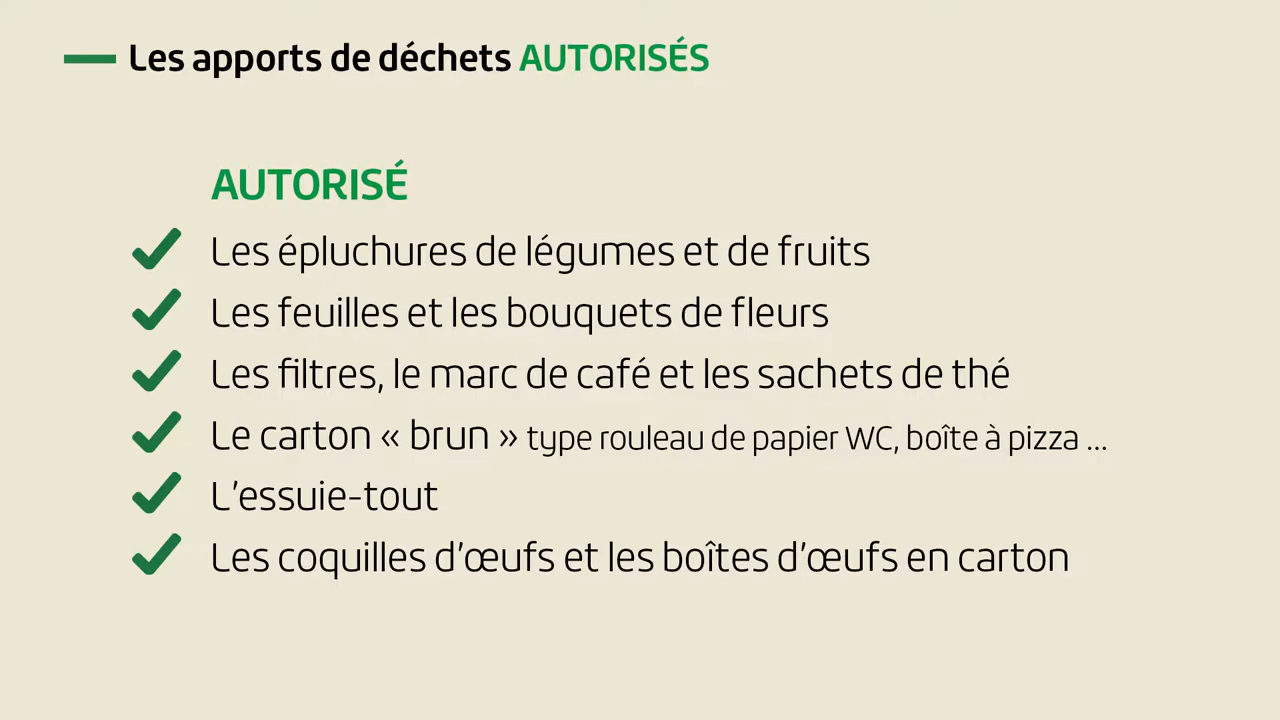 Les apports de déchets AUTORISÉS
AUTORISÉ
Les épluchures de légumes et de fruits
Les feuilles et les bouquets de fleurs
Les filtres, le marc de café et les sachets de thé
Le carton « brun » type rouleau de papier WC, boîte à pizza ...
L’essuie-tout
Les coquilles d’œufs et les boîtes d’œufs en carton